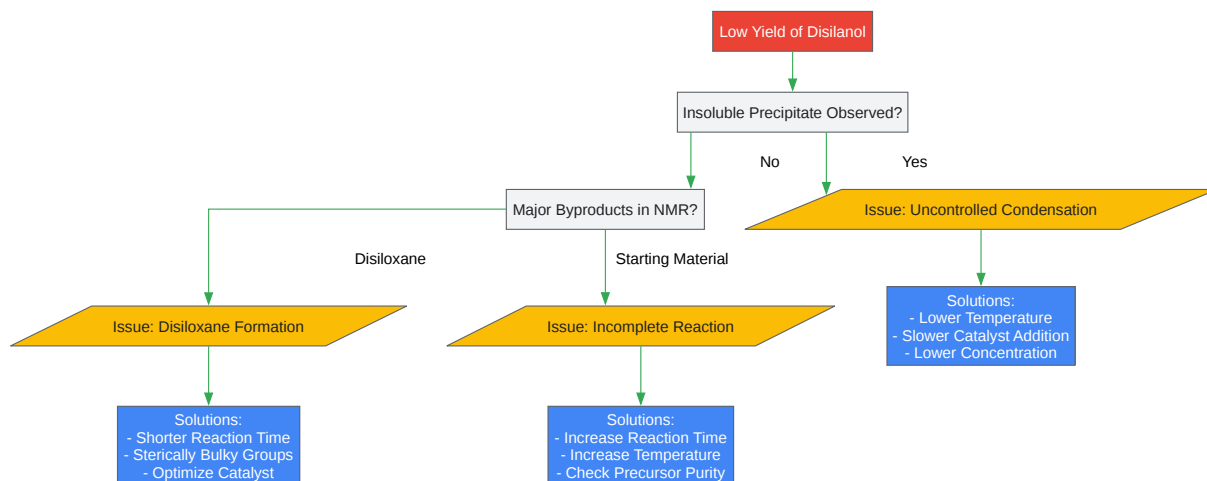 Low Yield of Disilanol
Insoluble Precipitate Observed?
No
Yes
Major Byproducts in NMR?
Issue: Uncontrolled Condensation
Disiloxane
Starting Material
Solutions:
- Lower Temperature
- Slower Catalyst Addition
- Lower Concentration
Issue: Disiloxane Formation
Issue: Incomplete Reaction
Solutions:
- Shorter Reaction Time
- Sterically Bulky Groups
- Optimize Catalyst
Solutions:
- Increase Reaction Time
- Increase Temperature
- Check Precursor Purity